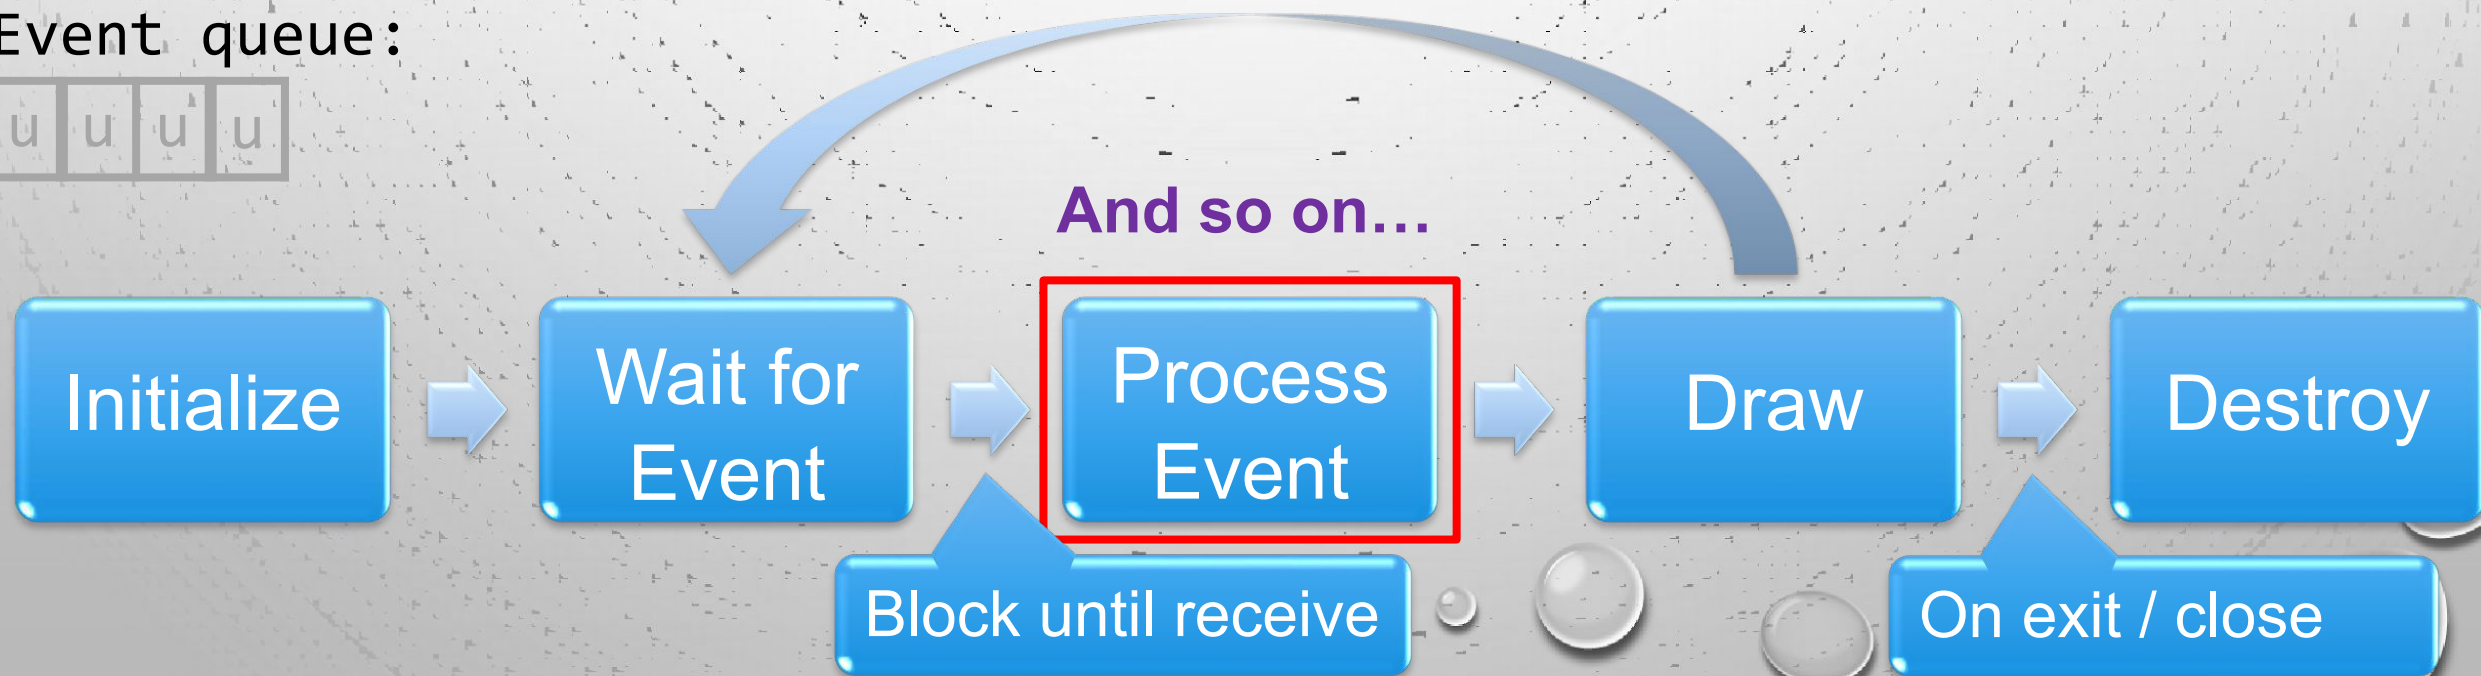 Event queue:
u u u u
And so on...
Initialize
Wait for
Event
Process
Event
Draw
Destroy
Block until receive
On exit / close